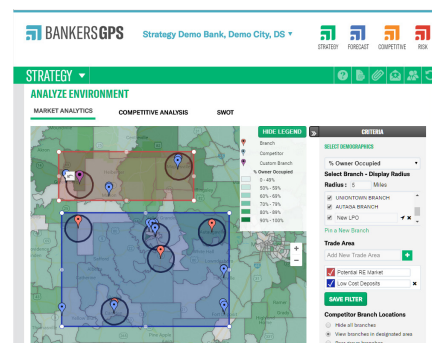 BANKERSGPS
Strategy Demo Bank, Demo City, DS
STRATEGY
FORECAST
COMPETITIVE
RISK
STRATEGY
ANALYZE ENVIRONMENT
MARKET ANALYTICS
COMPETITIVE ANALYSIS
SWOT
HIDE LEGEND
Branch
Competitor
Custom Branch
% Owner Occupied
0 - 49%
50% - 59%
60% - 69%
70% - 79%
80% - 89%
90% - 100%
+
−
CRITERIA
SELECT DEMOGRAPHICS
% Owner Occupied
Select Branch - Display Radius
Radius: 5 Miles
UNIONTOWN BRANCH
AUTAUGA BRANCH
New LPO
Pin a New Branch
Trade Area
Add New Trade Area
Potential RE Market
Low Cost Deposits
SAVE FILTER
Competitor Branch Locations
Hide all branches
View branches in designated area